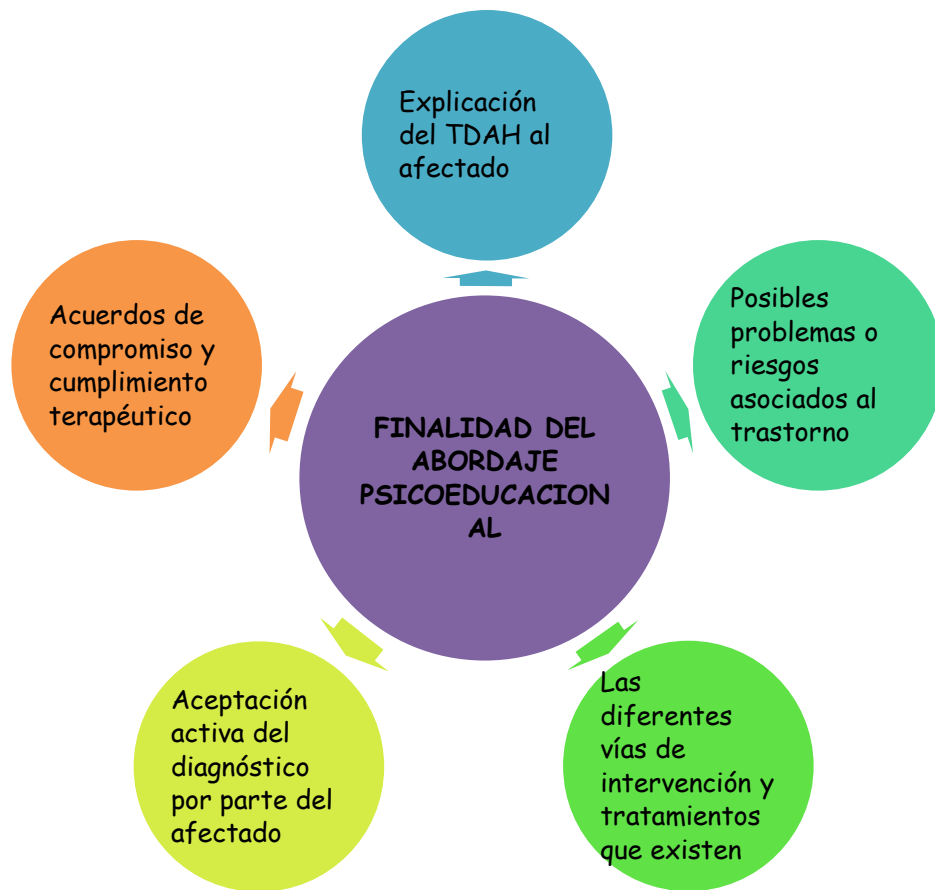 Explicación
del TDAH al
afectado
Posibles
problemas o
riesgos
asociados al
trastorno
Las
diferentes
vías de
intervención y
tratamientos
que existen
Aceptación
activa del
diagnóstico
por parte del
afectado
Acuerdos de
compromiso y
cumplimiento
terapéutico
FINALIDAD DEL
ABORDAJE
PSICOEDUCACION
AL